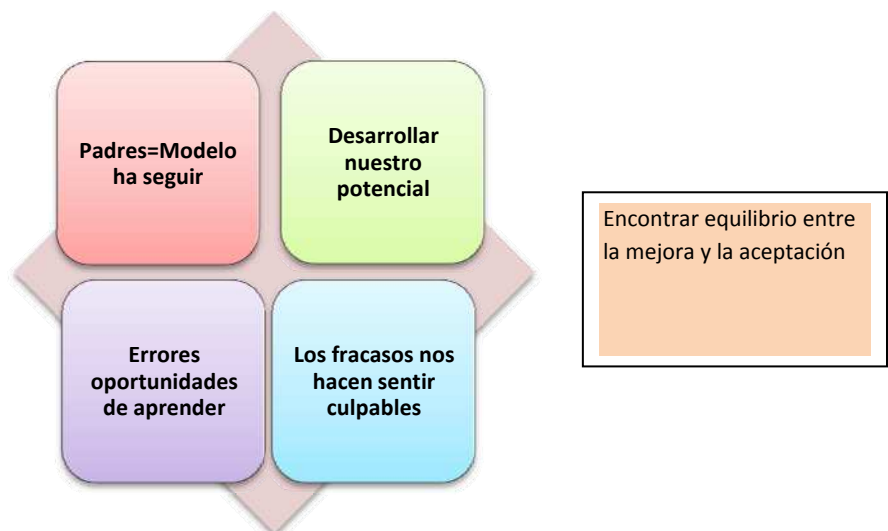 Padres=Modelo
ha seguir
Desarrollar
nuestro
potencial
Errores
oportunidades
de aprender
Los fracasos nos
hacen sentir
culpables
Encontrar equilibrio entre
la mejora y la aceptación